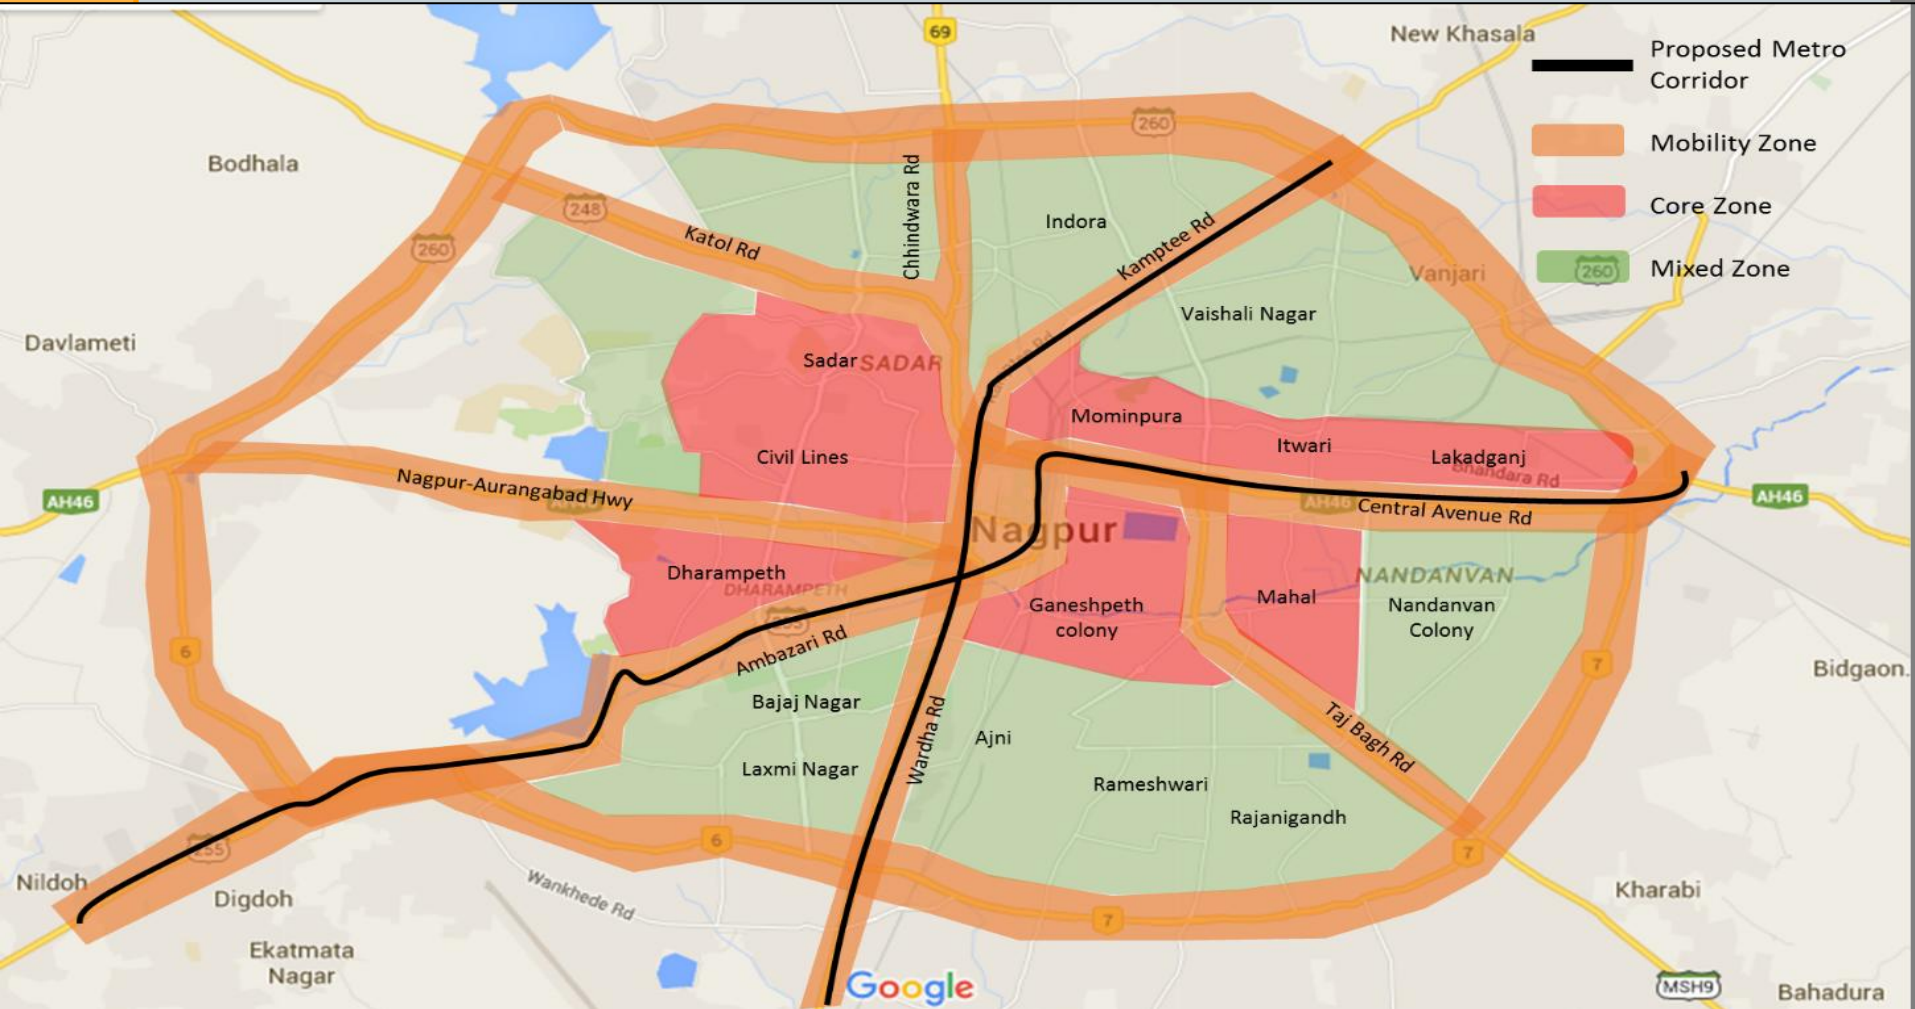 69
New Khasala
Proposed Metro
Corridor
260
Mobility Zone
Bodhala
248
Core Zone
260
Katol Rd
Chhindwara Rd
Indora
Kamptee Rd
Vanjari
260
Mixed Zone
Vaishali Nagar
Davlameti
Sadar
SADAR
Mominpura
Itwari
Lakadganj
Civil Lines
Bhandara Rd
AH46
Nagpur-Aurangabad Hwy
AH46
AH46
Central Avenue Rd
AH46
Nagpur
Dharampeth
DHARAMPETH
NANDANVAN
Ganeshpeth
colony
Mahal
Nandanvan
Colony
6
Ambazari Rd
7
Bidgaon.
Bajaj Nagar
Wardha Rd
Ajni
Taj Bagh Rd
Laxmi Nagar
Rameshwari
Rajanigandh
255
6
7
Nildoh
Digdoh
Wankhede Rd
7
Kharabi
Ekatmata
Nagar
Google
MSH9
Bahadura